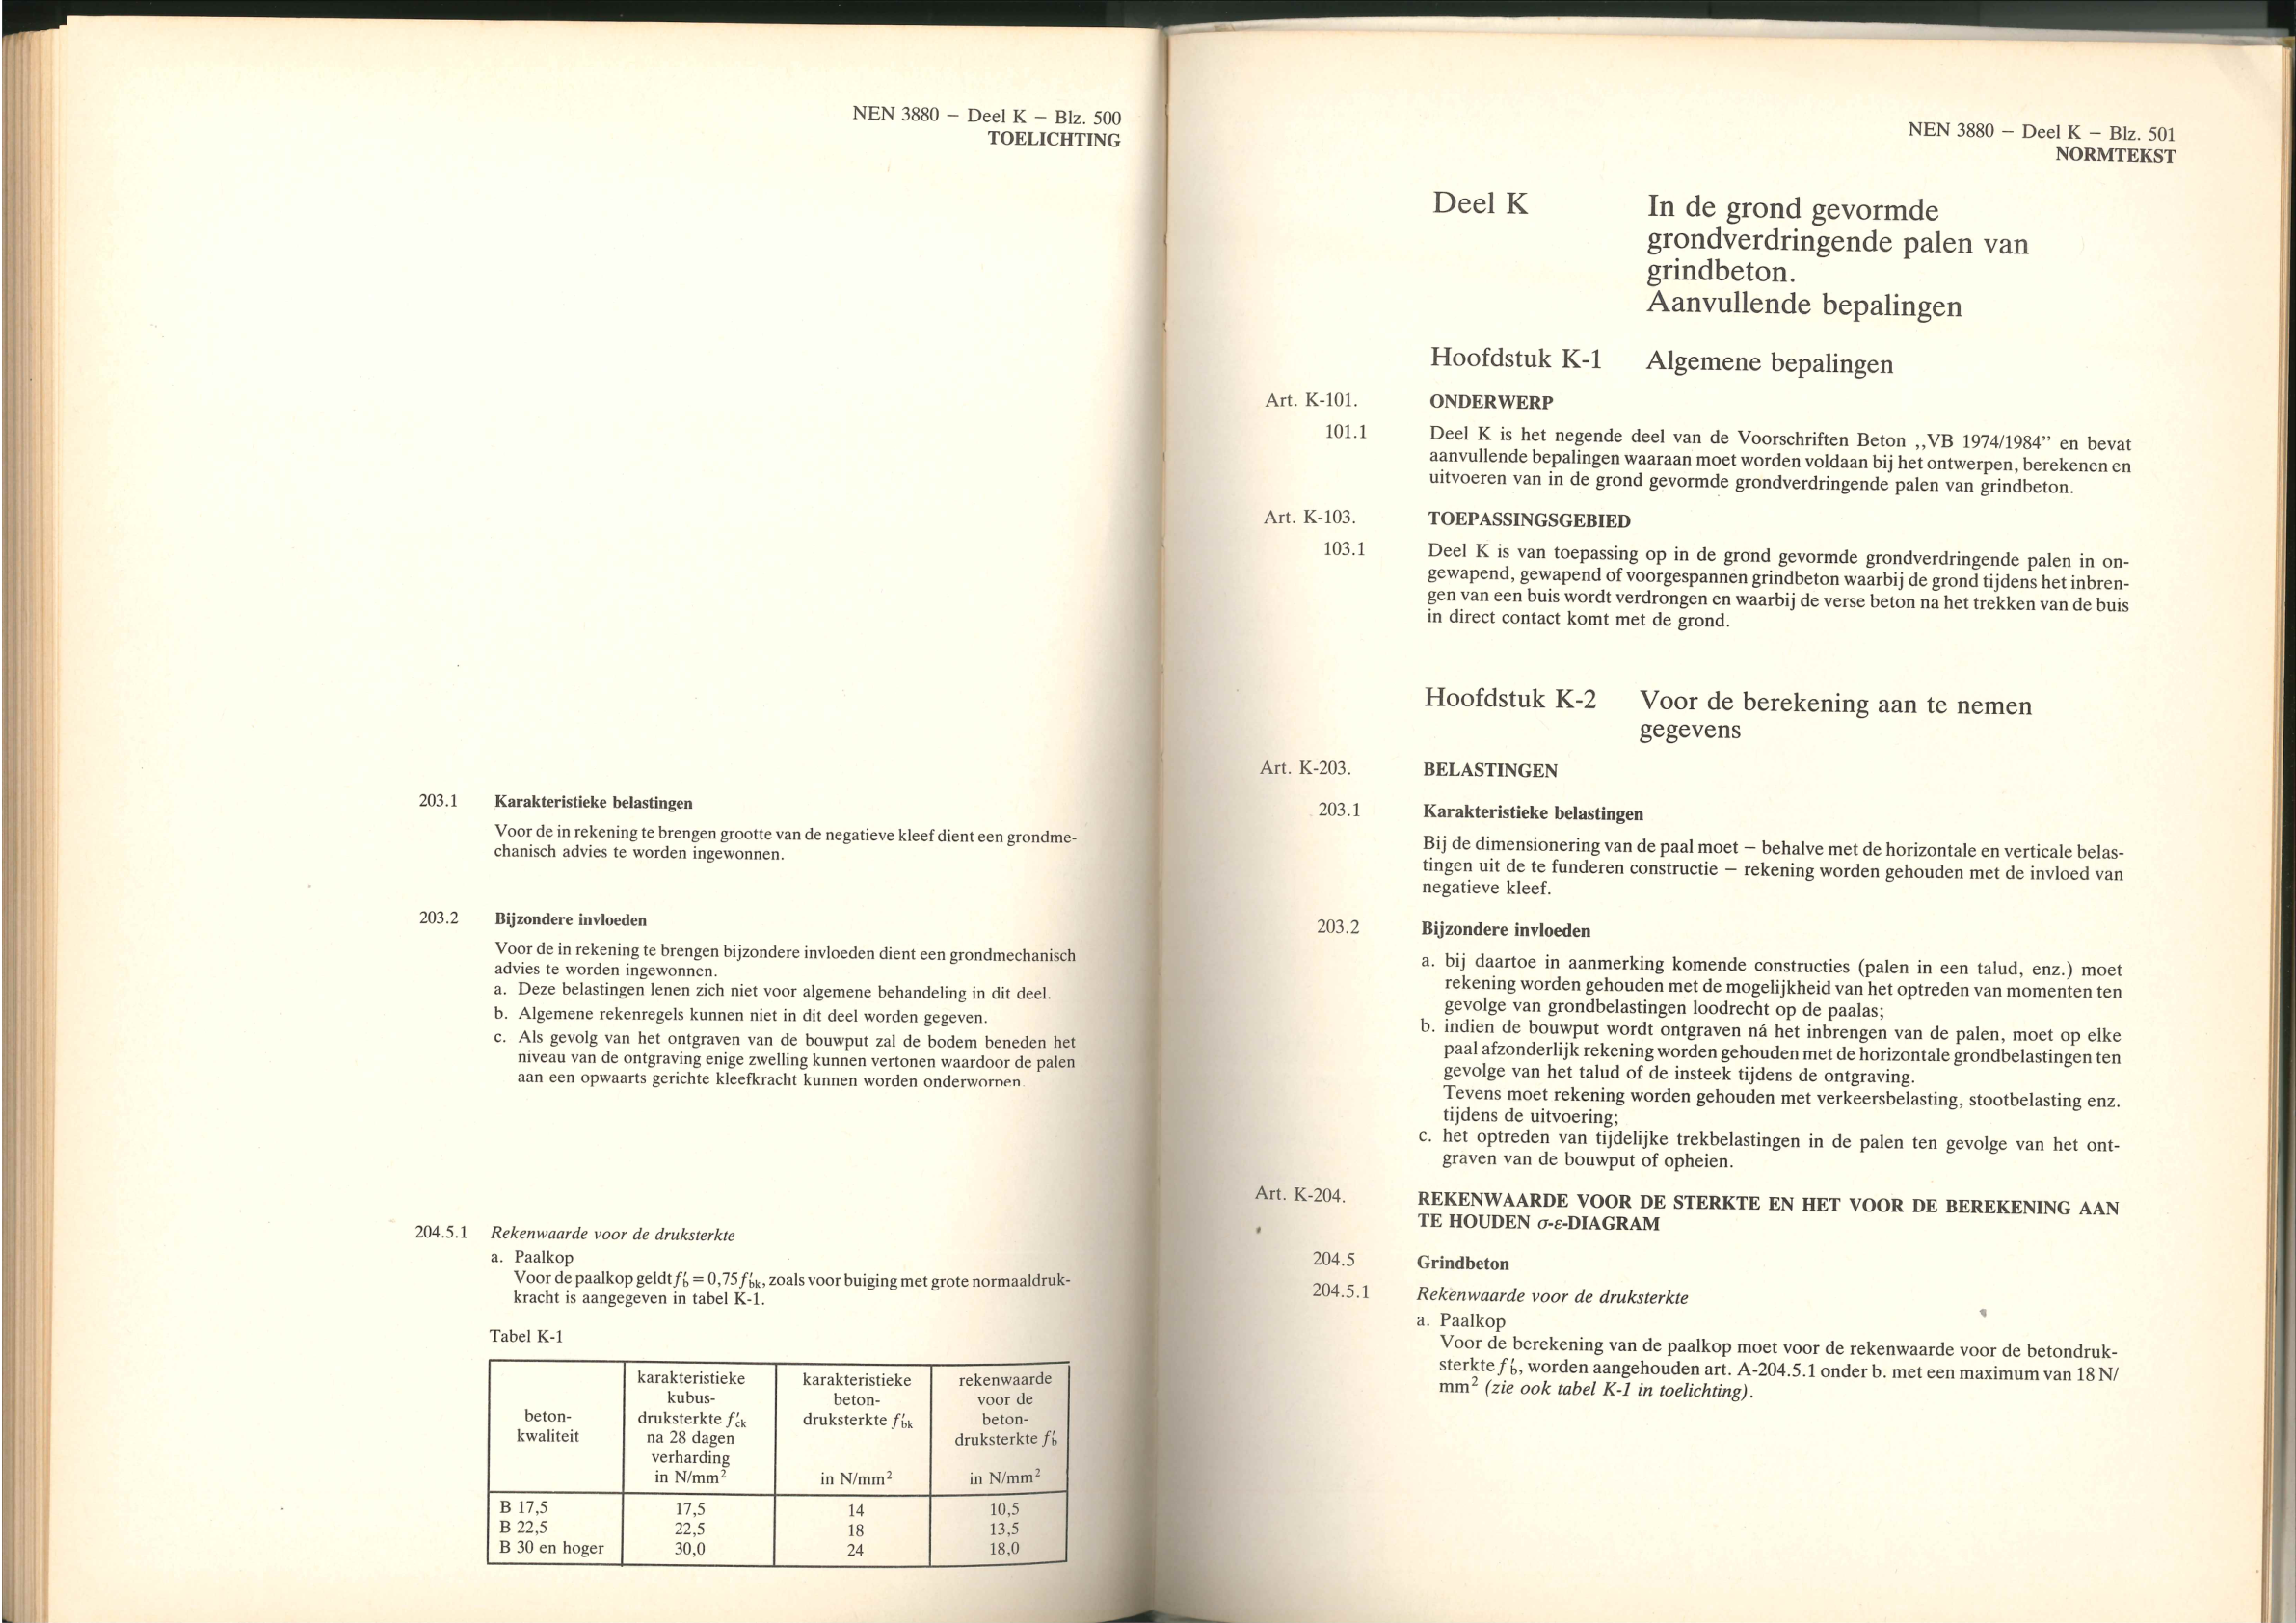 NEN 3880 — Deel K — Blz. 500
TOELICHTING
203.1 Karakteristieke belastingen
Voor de in rekening te brengen grootte van de negatieve kleef dient een grondme-
chanisch advies te worden ingewonnen.
203.2 Bijzondere invloeden
Voor de in rekening te brengen bijzondere invloeden dient een grondmechanisch
advies te worden ingewonnen.
a. Deze belastingen lenen zich niet voor algemene behandeling in dit deel.
b. Algemene rekenregels kunnen niet in dit deel worden gegeven.
c. Als gevolg van het ontgraven van de bouwput zal de bodem beneden het
niveau van de ontgraving enige zwelling kunnen vertonen waardoor de palen
aan een opwaarts gerichte kleefkracht kunnen worden onderworpen.
204.5.1 Rekenwaarde voor de druksterkte
a. Paalkop
Voor de paalkop geldt f′b = 0,75 f′bk, zoals voor buiging met grote normaaldruk-
kracht is aangegeven in tabel K-1.
Tabel K-1
beton-
kwaliteit
karakteristieke
kubus-
druksterkte f′ck
na 28 dagen
verharding
in N/mm²
karakteristieke
beton-
druksterkte f′bk
in N/mm²
rekenwaarde
voor de
beton-
druksterkte f′b
in N/mm²
B 17,5 17,5 14 10,5
B 22,5 22,5 18 13,5
B 30 en hoger 30,0 24 18,0
NEN 3880 — Deel K — Blz. 501
NORMTEKST
Deel K In de grond gevormde
grondverdringende palen van
grindbeton.
Aanvullende bepalingen
Hoofdstuk K-1 Algemene bepalingen
Art. K-101. ONDERWERP
101.1 Deel K is het negende deel van de Voorschriften Beton ,,VB 1974/1984” en bevat
aanvullende bepalingen waaraan moet worden voldaan bij het ontwerpen, berekenen en
uitvoeren van in de grond gevormde grondverdringende palen van grindbeton.
Art. K-103. TOEPASSINGSGEBIED
103.1 Deel K is van toepassing op in de grond gevormde grondverdringende palen in on-
gewapend, gewapend of voorgespannen grindbeton waarbij de grond tijdens het inbren-
gen van een buis wordt verdrongen en waarbij de verse beton na het trekken van de buis
in direct contact komt met de grond.
Hoofdstuk K-2 Voor de berekening aan te nemen
gegevens
Art. K-203. BELASTINGEN
203.1 Karakteristieke belastingen
Bij de dimensionering van de paal moet — behalve met de horizontale en verticale belas-
tingen uit de te funderen constructie — rekening worden gehouden met de invloed van
negatieve kleef.
203.2 Bijzondere invloeden
a. bij daartoe in aanmerking komende constructies (palen in een talud, enz.) moet
rekening worden gehouden met de mogelijkheid van het optreden van momenten ten
gevolge van grondbelastingen loodrecht op de paalas;
b. indien de bouwput wordt ontgraven ná het inbrengen van de palen, moet op elke
paal afzonderlijk rekening worden gehouden met de horizontale grondbelastingen ten
gevolge van het talud of de insteek tijdens de ontgraving.
Tevens moet rekening worden gehouden met verkeersbelasting, stootbelasting enz.
tijdens de uitvoering;
c. het optreden van tijdelijke trekbelastingen in de palen ten gevolge van het ont-
graven van de bouwput of opheien.
Art. K-204. REKENWAARDE VOOR DE STERKTE EN HET VOOR DE BEREKENING AAN
TE HOUDEN σ-ε-DIAGRAM
204.5 Grindbeton
204.5.1 Rekenwaarde voor de druksterkte
a. Paalkop
Voor de berekening van de paalkop moet voor de rekenwaarde voor de betondruk-
sterkte f′b, worden aangehouden art. A-204.5.1 onder b. met een maximum van 18 N/
mm² (zie ook tabel K-1 in toelichting).